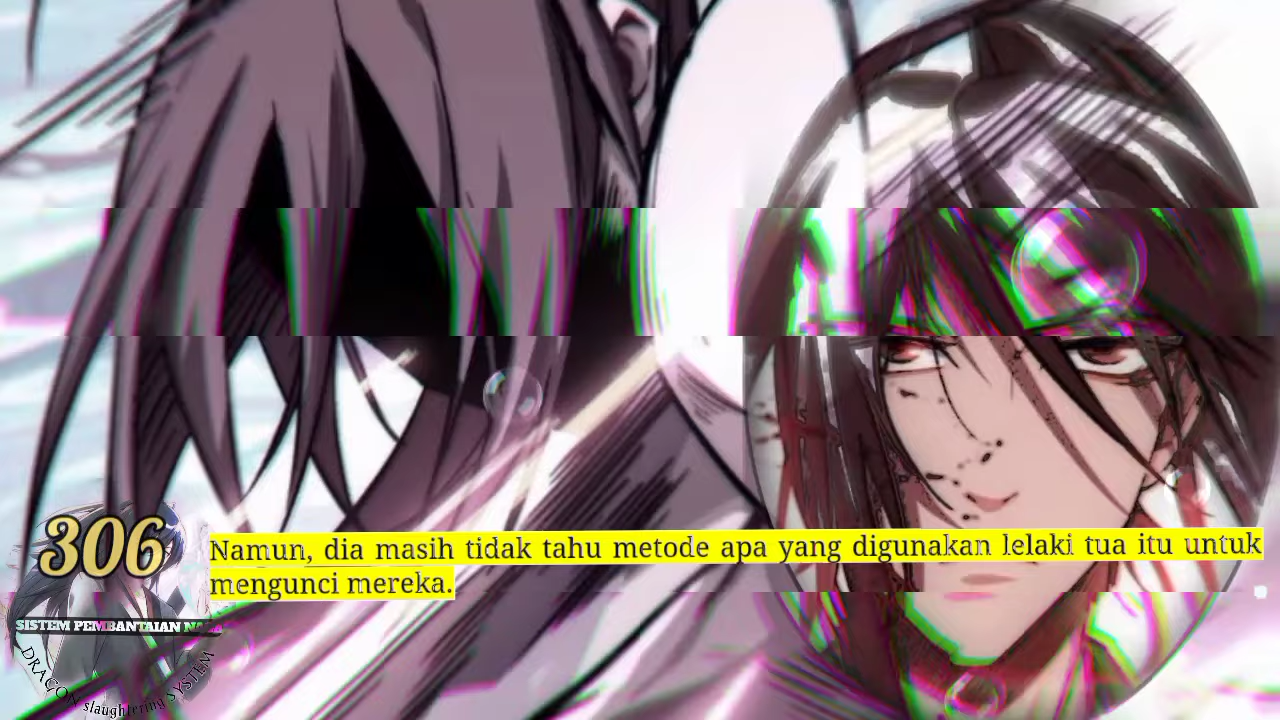 306
Namun, dia masih tidak tahu metode apa yang digunakan lelaki tua itu untuk
mengunci mereka.
SISTEM PEMBANTAIAN
DRAGON slaughtering SYSTEM